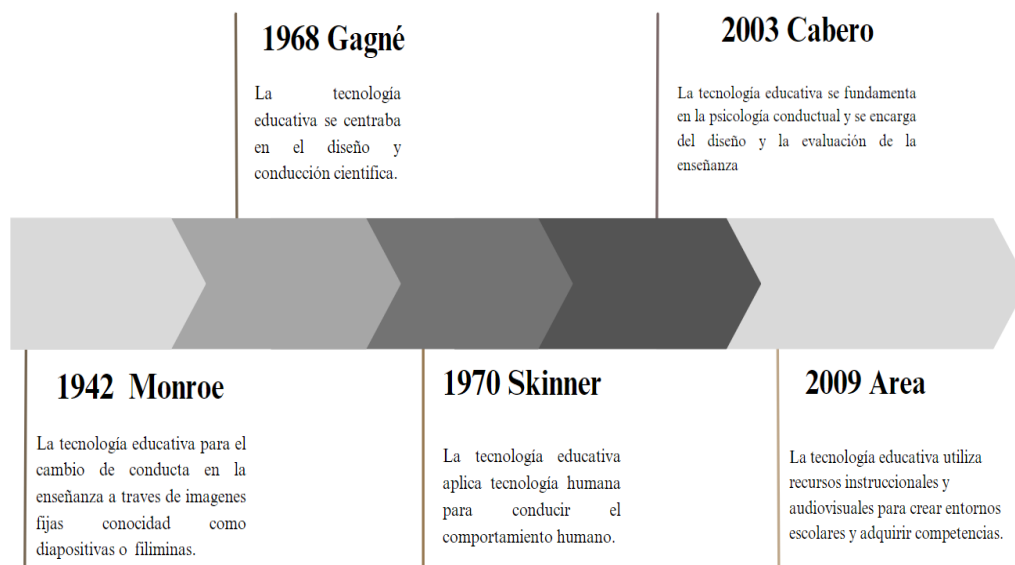 1968 Gagné
La tecnología
educativa se centraba
en el diseño y
conducción cientifica.
2003 Cabero
La tecnología educativa se fundamenta
en la psicología conductual y se encarga
del diseño y la evaluación de la
enseñanza
1942 Monroe
La tecnología educativa para el
cambio de conducta en la
enseñanza a traves de imagenes
fijas conocidad como
diapositivas o filiminas.
1970 Skinner
La tecnología educativa
aplica tecnología humana
para conducir el
comportamiento humano.
2009 Area
La tecnología educativa utiliza
recursos instruccionales y
audiovisuales para crear entornos
escolares y adquirir competencias.